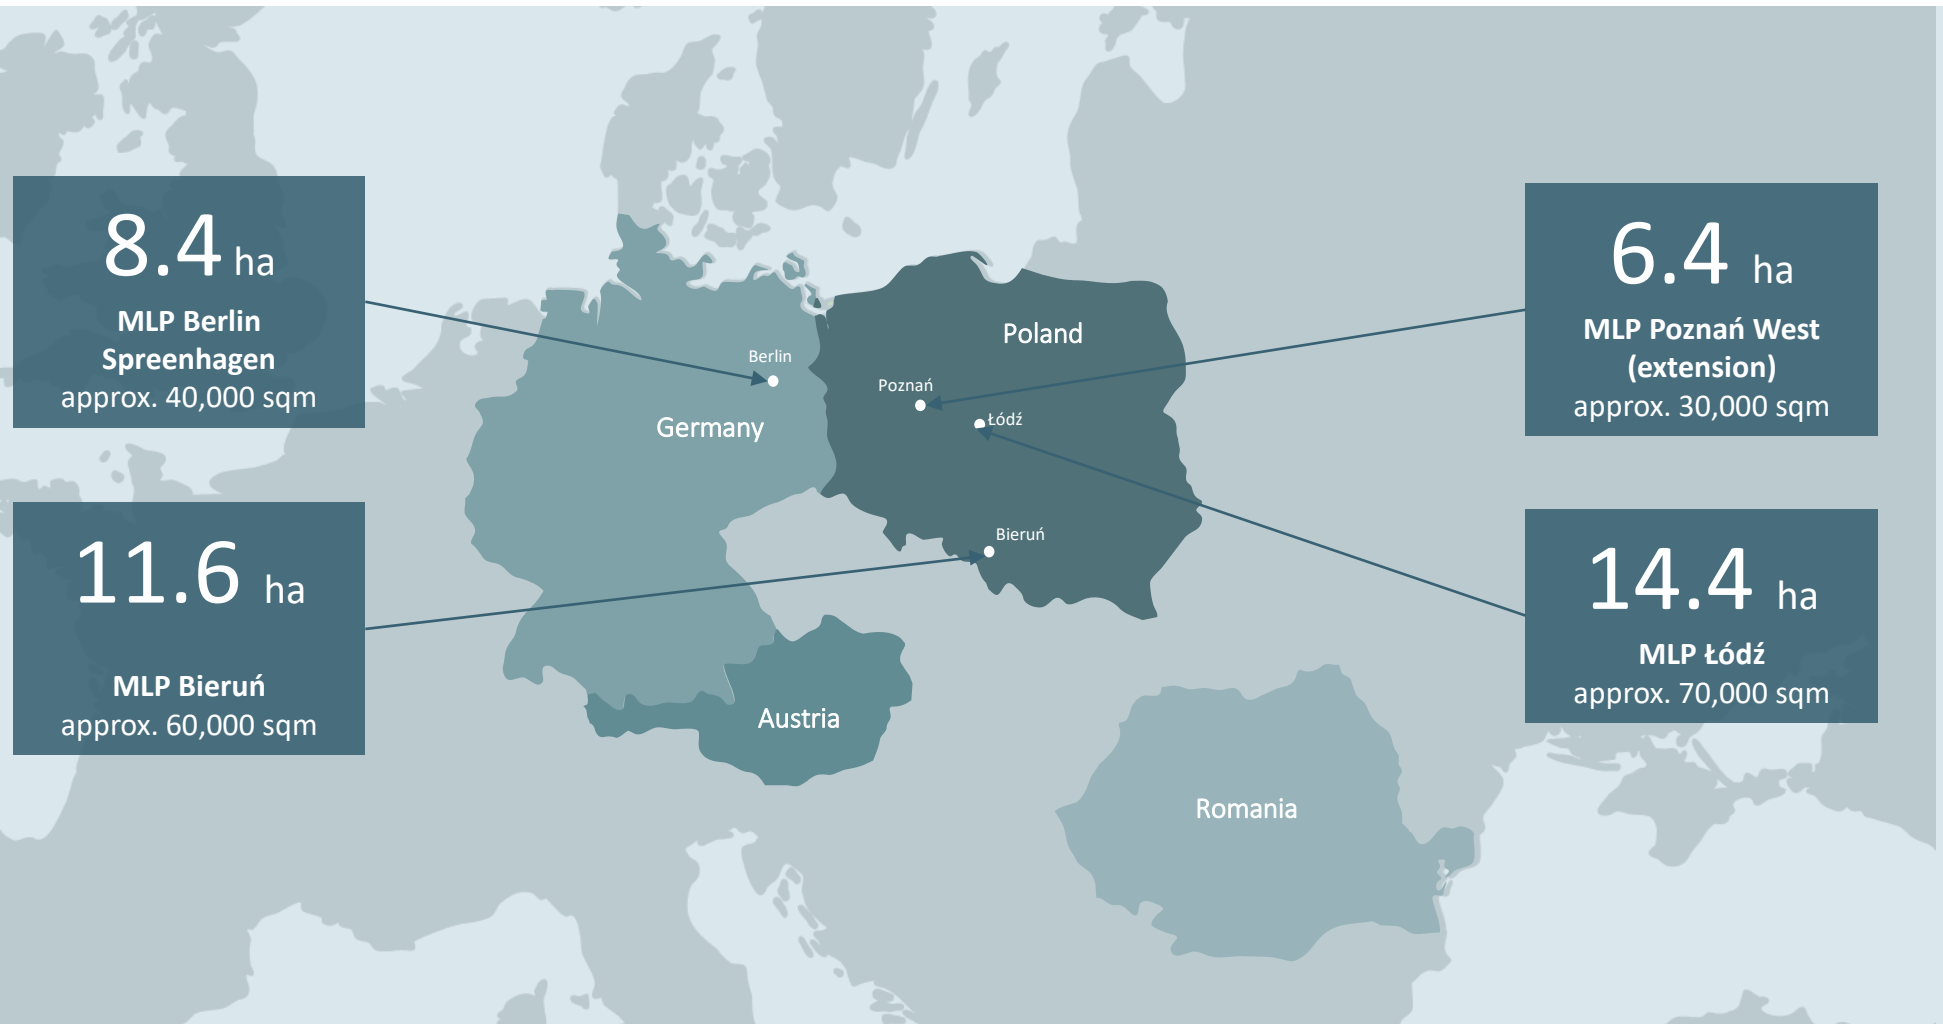 8.4 ha
MLP Berlin
Spreenhagen
approx. 40,000 sqm
11.6 ha
MLP Bieruń
approx. 60,000 sqm
Berlin
Germany
Poland
Poznań
Łódź
Bieruń
Austria
Romania
6.4 ha
MLP Poznań West
(extension)
approx. 30,000 sqm
14.4 ha
MLP Łódź
approx. 70,000 sqm